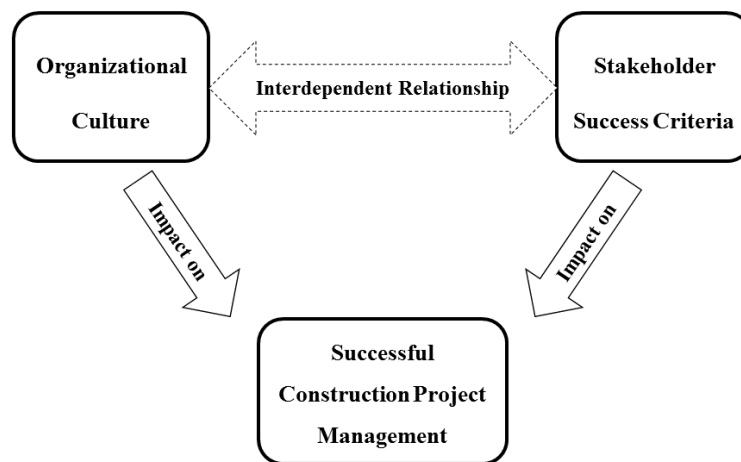 Organizational
Culture
Interdependent Relationship
Stakeholder
Success Criteria
Impact on
Impact on
Successful
Construction Project
Management